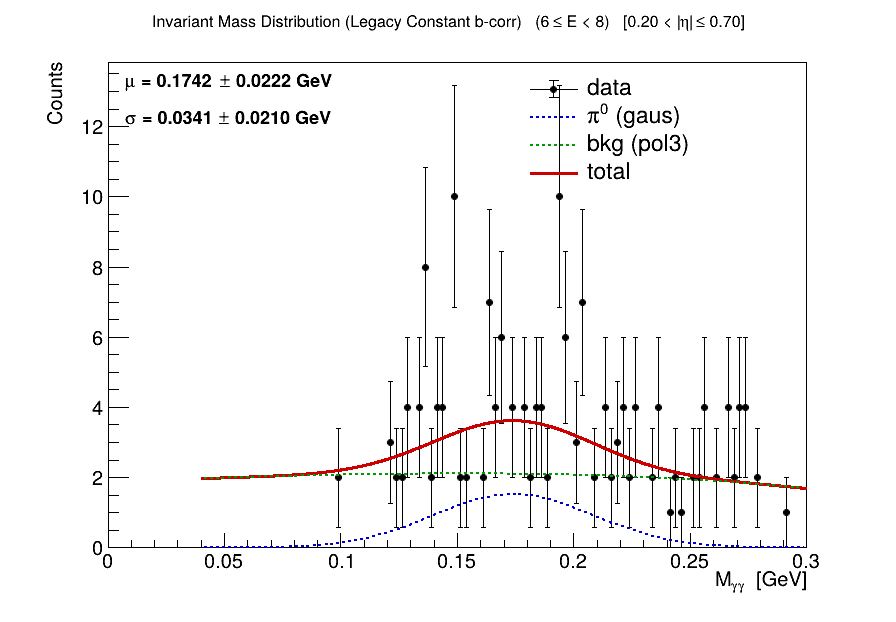 Invariant Mass Distribution (Legacy Constant b-corr) (6 ≤ E < 8) [0.20 < |η| ≤ 0.70]
Counts
μ = 0.1742 ± 0.0222 GeV
σ = 0.0341 ± 0.0210 GeV
data
π⁰ (gaus)
bkg (pol3)
total
12
10
8
6
4
2
0
0 0.05 0.1 0.15 0.2 0.25 0.3
M_γγ [GeV]